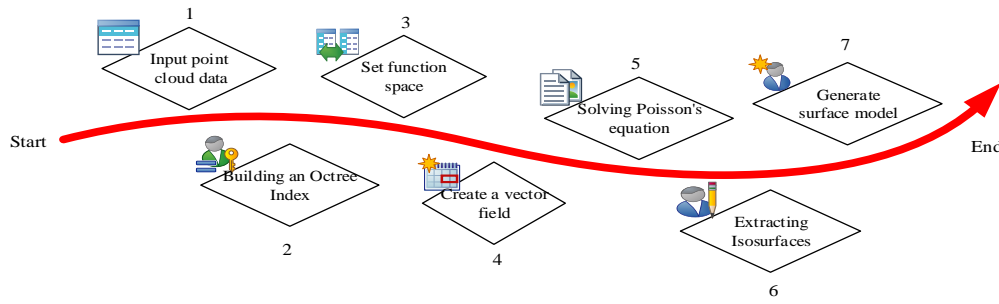 1
Input point
cloud data
3
Set function
space
5
Solving Poisson's
equation
7
Generate
surface model
Start
End
Building an Octree
Index
2
Create a vector
field
4
Extracting
Isosurfaces
6